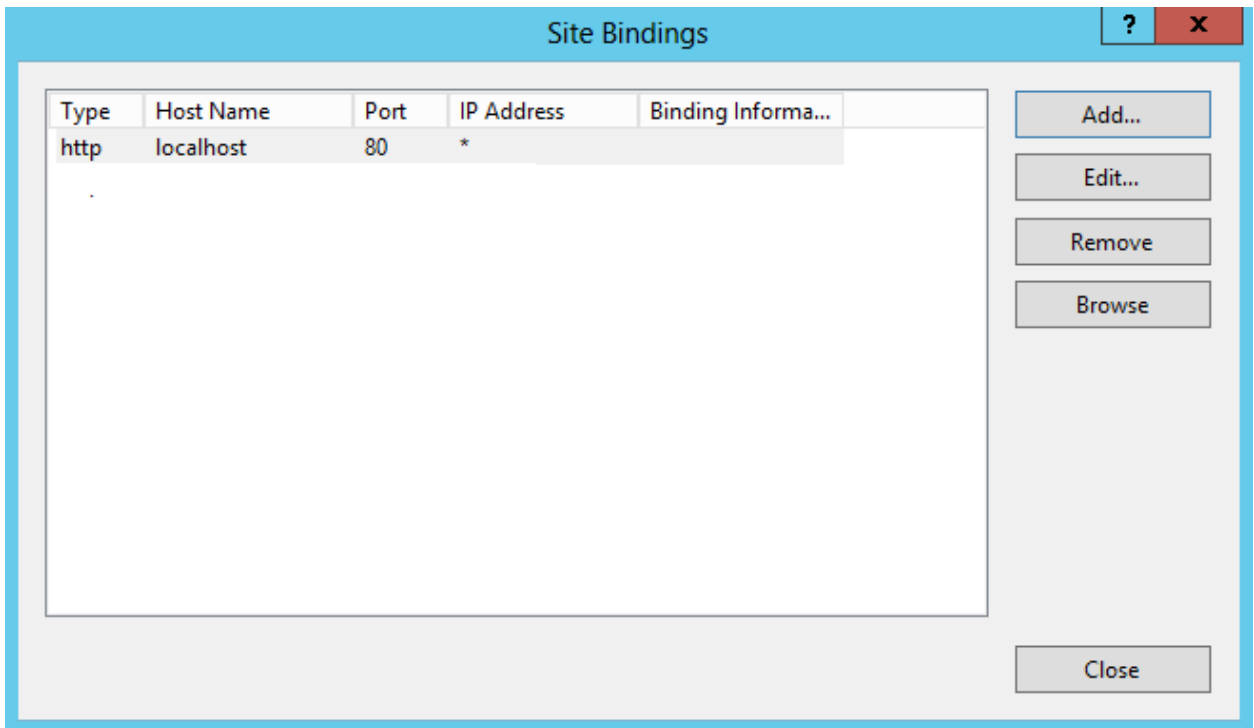 Site Bindings
? x
Type Host Name Port IP Address Binding Informa...
http localhost 80 *
.
Add...
Edit...
Remove
Browse
Close